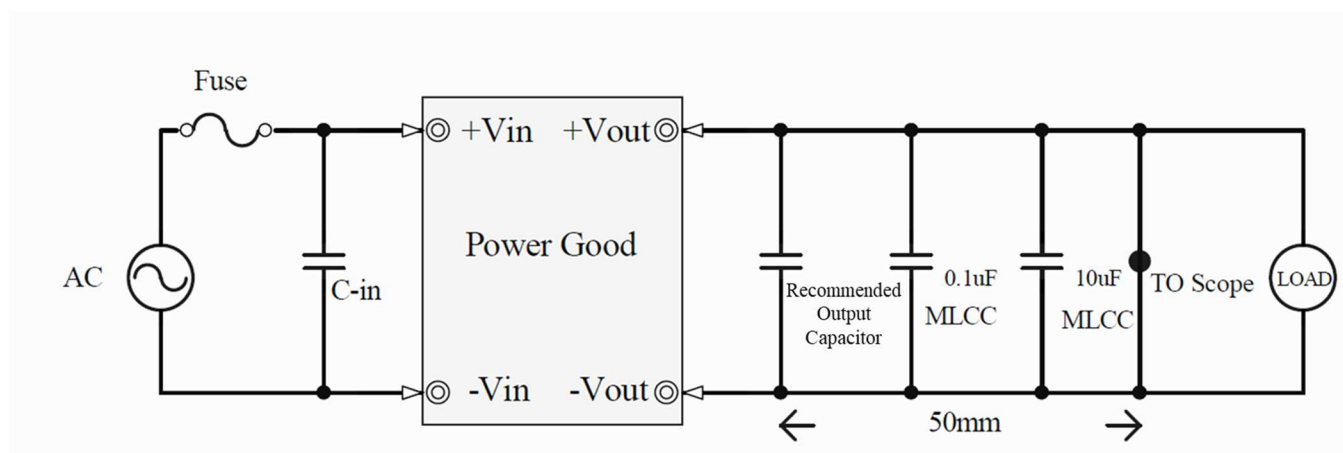 Fuse
+Vin
+Vout
Power Good
AC
C-in
Recommended
Output
Capacitor
0.1uF
MLCC
10uF
MLCC
TO Scope
LOAD
-Vin
-Vout
50mm